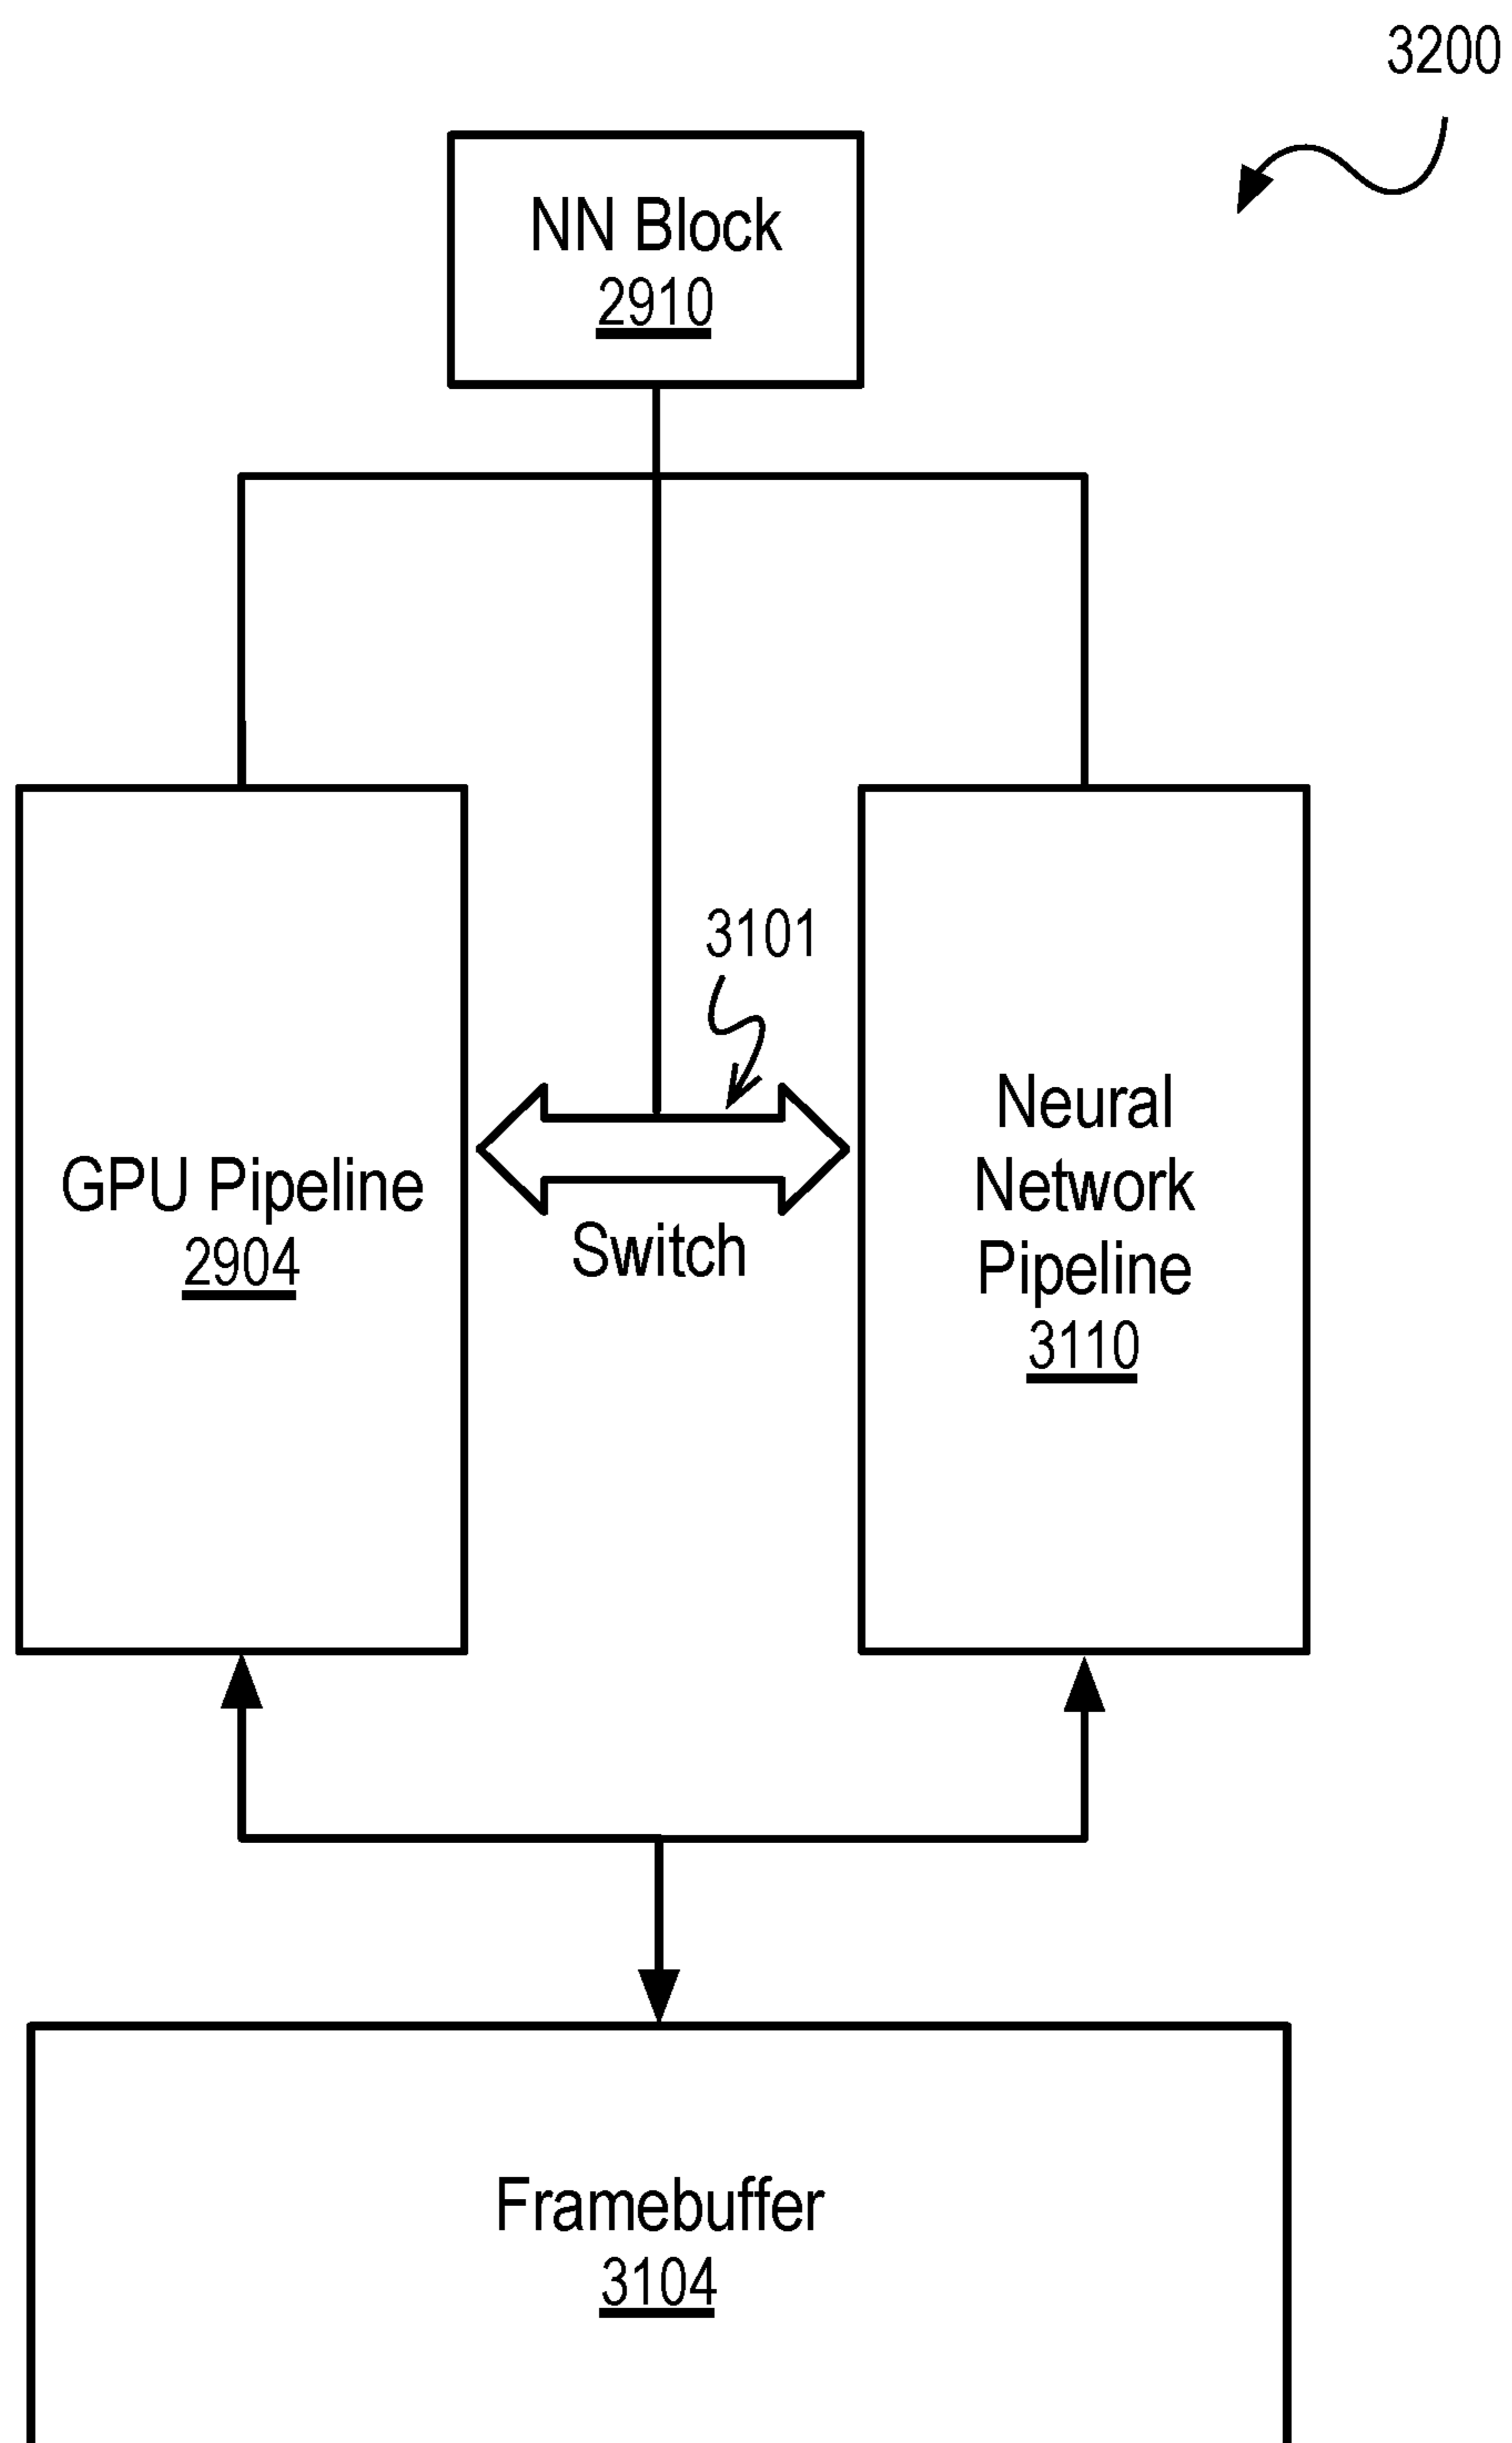 3200
NN Block
2910
3101
GPU Pipeline
2904
Switch
Neural
Network
Pipeline
3110
Framebuffer
3104